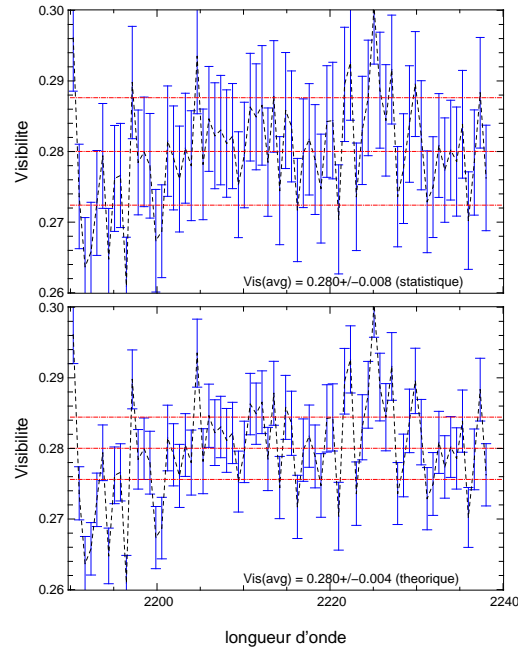 0.30
0.29
0.28
0.27
0.26
Visibilite
Vis(avg) = 0.280+/−0.008 (statistique)
0.30
0.29
0.28
0.27
0.26
Visibilite
Vis(avg) = 0.280+/−0.004 (theorique)
2200 2220 2240
longueur d'onde